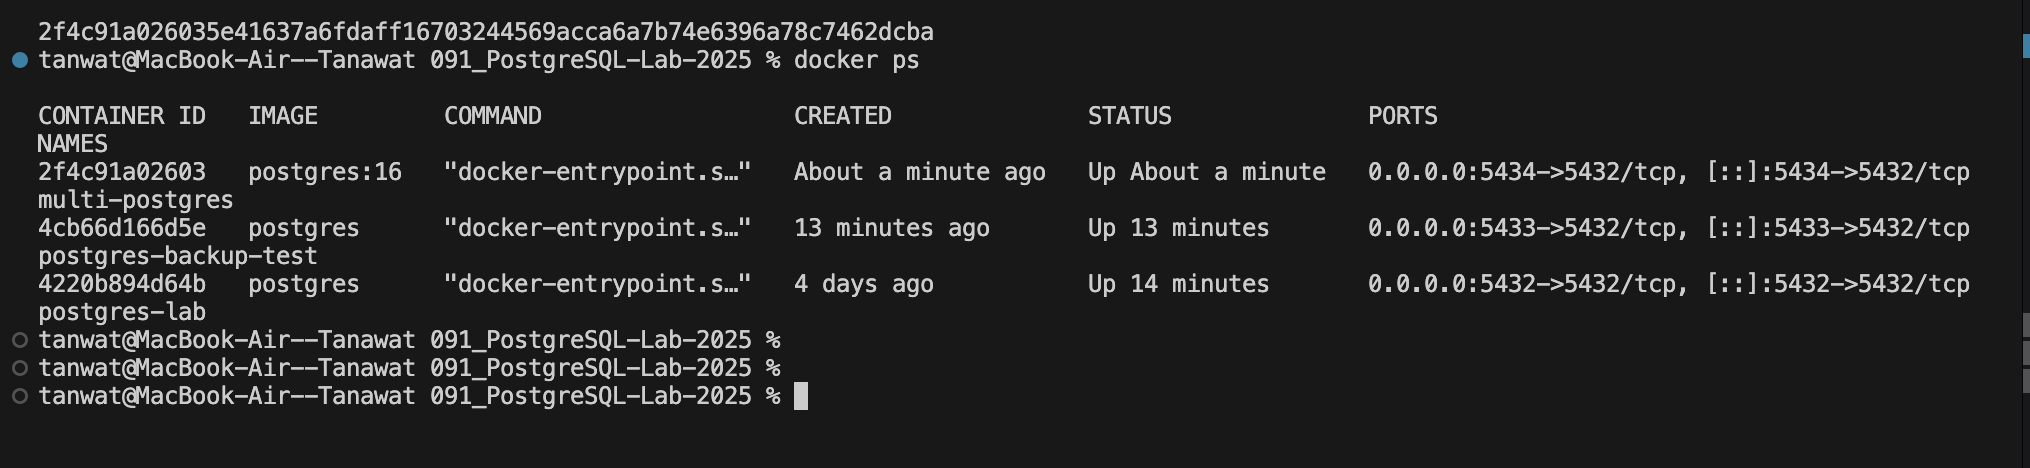 2f4c91a026035e41637a6fdaff16703244569acca6a7b74e6396a78c7462dcba
tanwat@MacBook-Air--Tanawat 091_PostgreSQL-Lab-2025 % docker ps
CONTAINER ID   IMAGE         COMMAND                  CREATED              STATUS              PORTS
NAMES
2f4c91a02603   postgres:16   "docker-entrypoint.s…"   About a minute ago   Up About a minute   0.0.0.0:5434->5432/tcp, [::]:5434->5432/tcp
multi-postgres
4cb66d166d5e   postgres      "docker-entrypoint.s…"   13 minutes ago       Up 13 minutes       0.0.0.0:5433->5432/tcp, [::]:5433->5432/tcp
postgres-backup-test
4220b894d64b   postgres      "docker-entrypoint.s…"   4 days ago           Up 14 minutes       0.0.0.0:5432->5432/tcp, [::]:5432->5432/tcp
postgres-lab
tanwat@MacBook-Air--Tanawat 091_PostgreSQL-Lab-2025 %
tanwat@MacBook-Air--Tanawat 091_PostgreSQL-Lab-2025 %
tanwat@MacBook-Air--Tanawat 091_PostgreSQL-Lab-2025 %